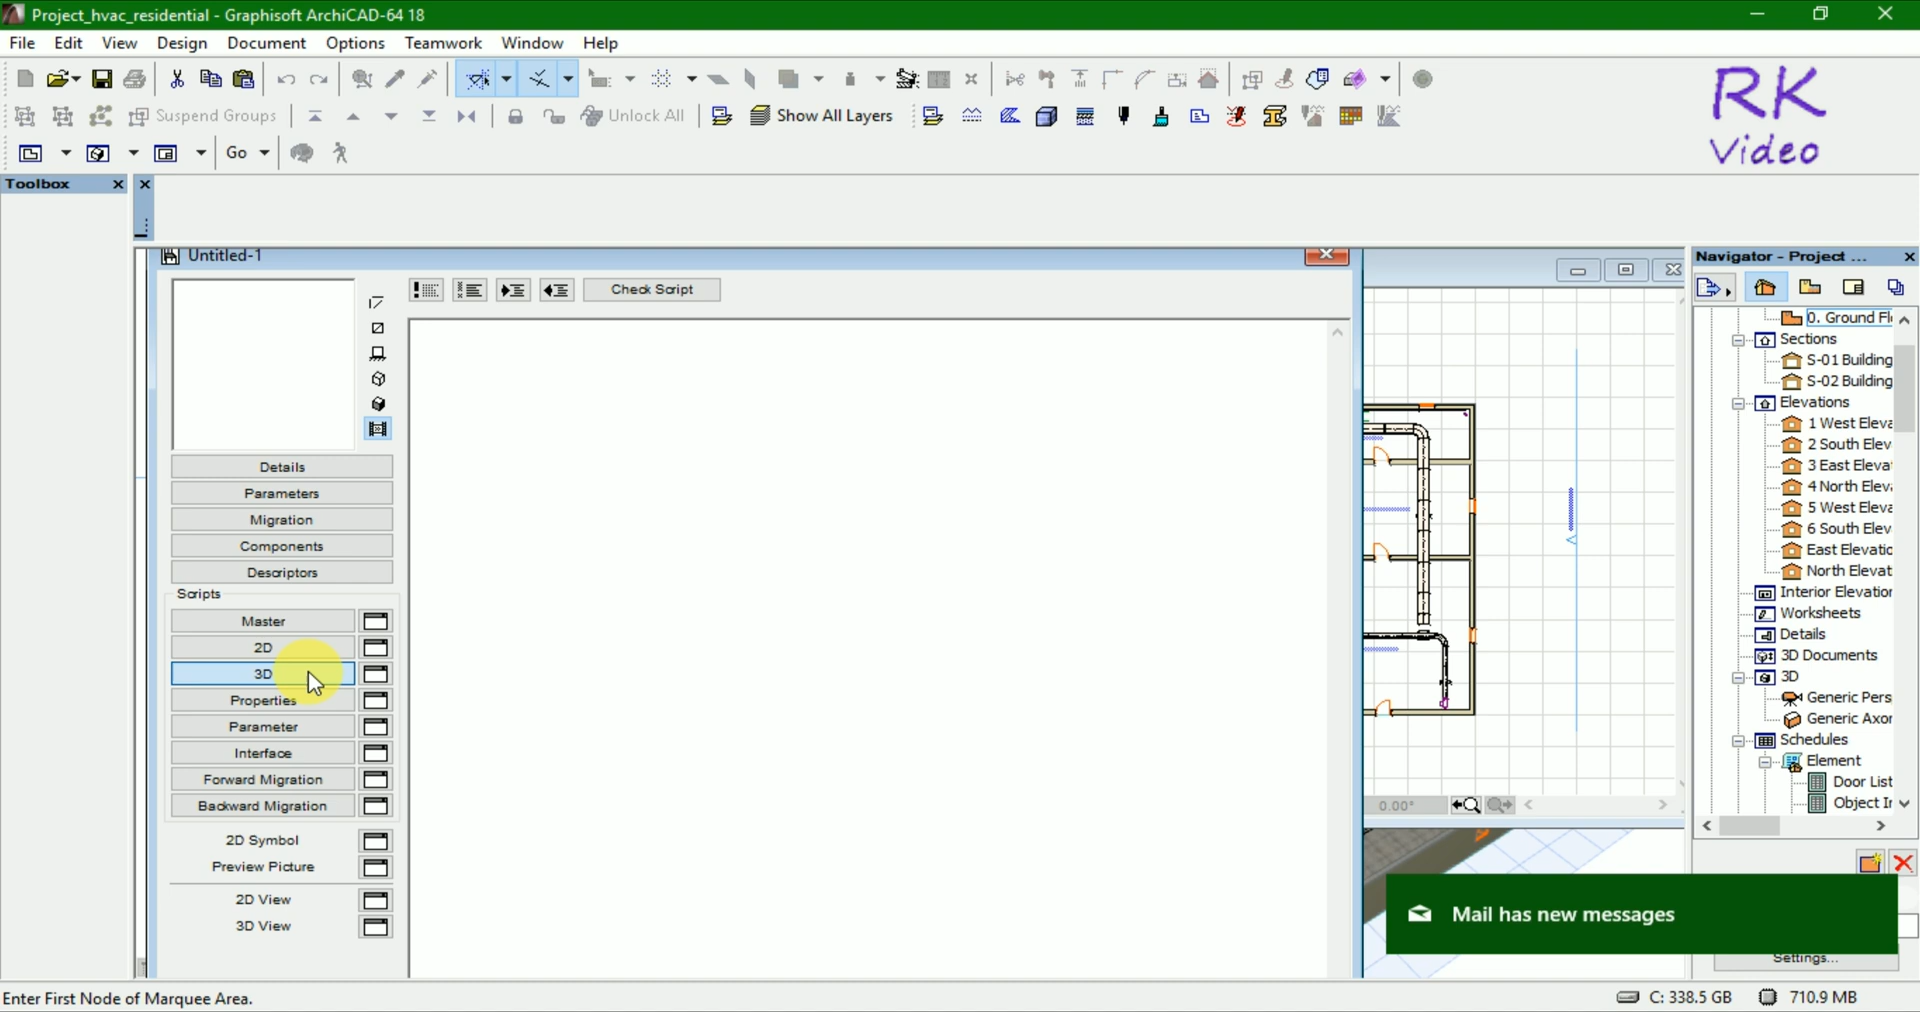 Project_hvac_residential - Graphisoft ArchiCAD-64 18
File Edit View Design Document Options Teamwork Window Help
RK
Video
Suspend Groups
Unlock All
Show All Layers
Go
Toolbox
Untitled-1
Navigator - Project ...
Check Script
Details
Parameters
Migration
Components
Descriptors
Scripts
Master
2D
3D
Properties
Parameter
Interface
Forward Migration
Backward Migration
2D Symbol
Preview Picture
2D View
3D View
0.00°
0. Ground Fl
Sections
S-01 Building
S-02 Building
Elevations
1 West Eleva
2 South Elev
3 East Eleva
4 North Elev
5 West Eleva
6 South Elev
East Elevatio
North Elevat
Interior Elevation
Worksheets
Details
3D Documents
3D
Generic Pers
Generic Axor
Schedules
Element
Door List
Object Ir
Mail has new messages
Settings...
Enter First Node of Marquee Area.
C: 338.5 GB 710.9 MB